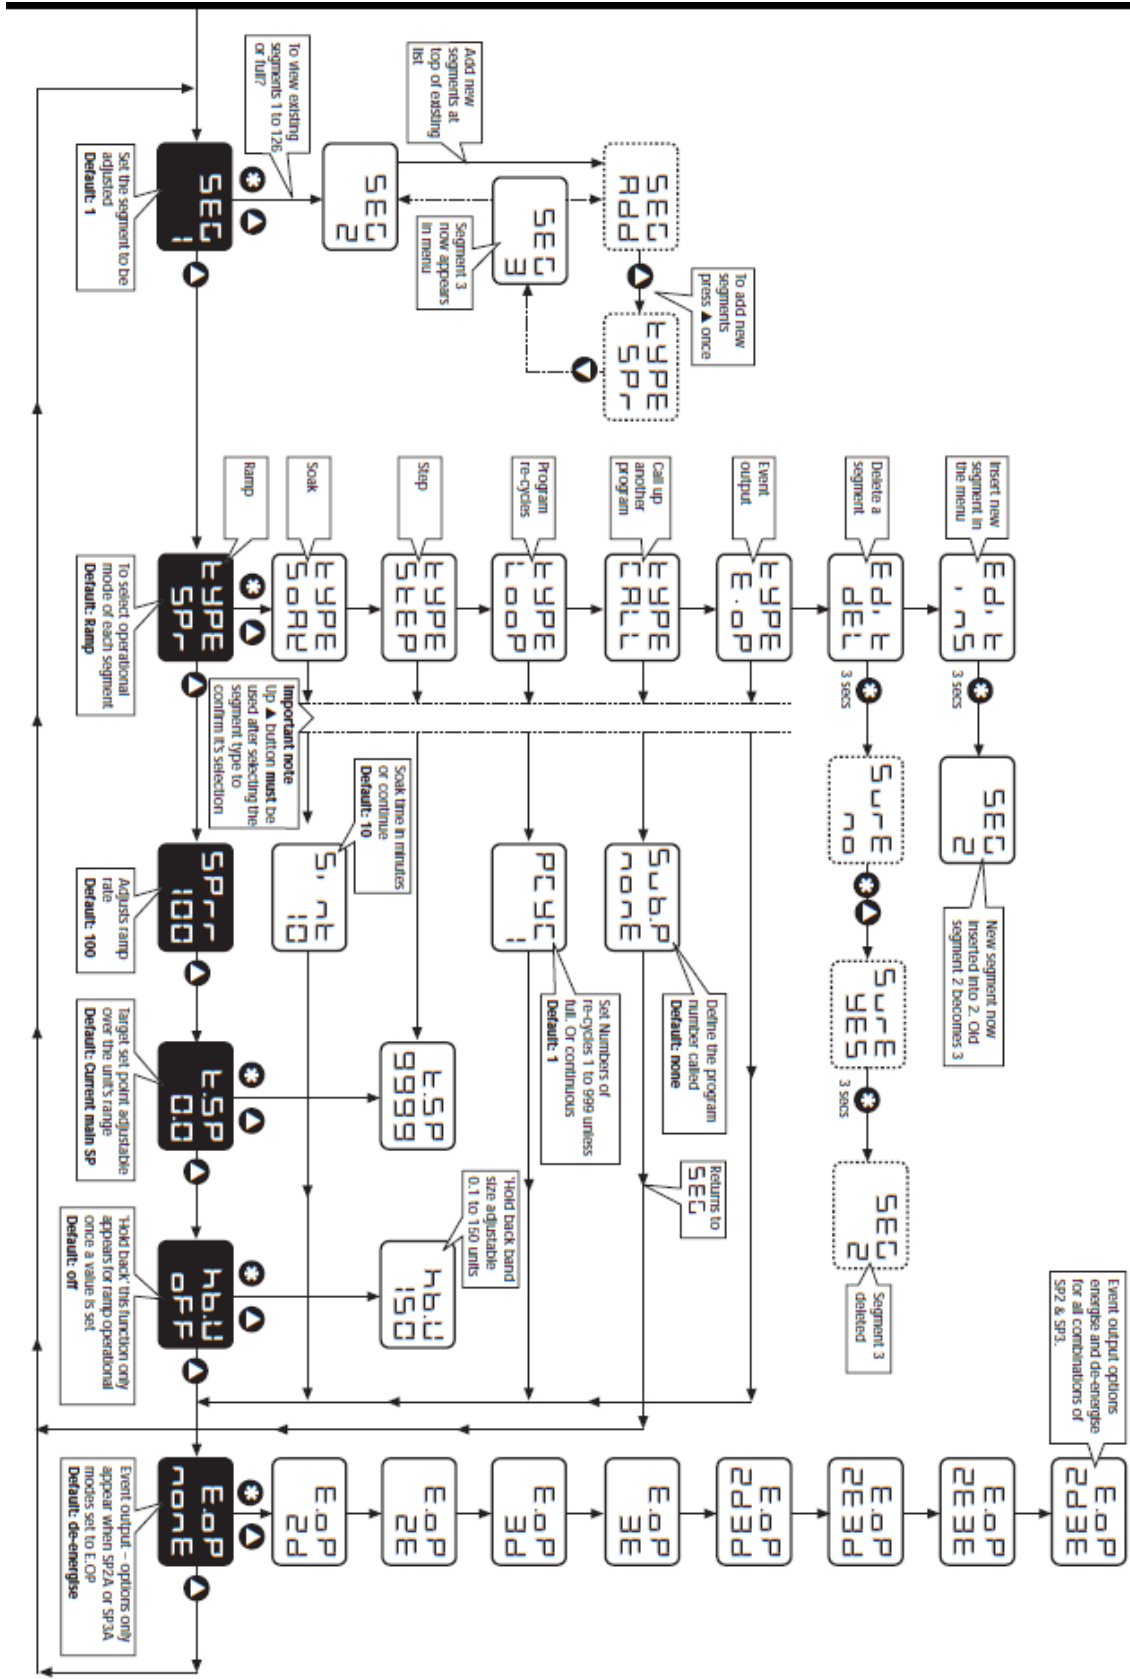 Event output options
energise and de-energise
for all combinations of
SP2 & SP3.
E.oP
2d3E
Insert new
segment in
the menu
Edit
inS
3 secs
SEG
2
New segment now
inserted into 2. Old
segment 2 becomes 3
E.oP
2E3E
Delete a
segment
Edit
dEL
3 secs
SurE
no
SurE
YES
3 secs
SEG
2
Segment 3
deleted
E.oP
2E3d
To add new
segments
press ▲ once
Event
output
tYPE
E.oP
E.oP
2d3d
SEG
Add
tYPE
SPr
Call up
another
program
tYPE
CALL
Sub.P
nonE
Define the program
number called
Default: none
Returns to
SEG
E.oP
3E
SEG
3
Segment 3
now appears
in menu
Program
re-cycles
tYPE
LooP
PCYC
1
Set Numbers of
re-cycles 1 to 999 unless
full. Or continuous
Default: 1
'Hold back band
size adjustable
0.1 to 150 units
E.oP
3d
Add new
segments at
top of existing
list
Step
tYPE
StEP
t.SP
9999
hb.U
150
E.oP
2E
SEG
2
Soak
tYPE
SoAK
Soak time in minutes
or continue
Default: 10
S,nt
10
E.oP
2d
To view existing
segments 1 to 126
or full?
Ramp
Important note
Up ▲ button must be
used after selecting the
segment type to
confirm it's selection
SEG
1
tYPE
SPr
SPrr
100
t.SP
0.0
hb.U
oFF
E.oP
nonE
Set the segment to be
adjusted
Default: 1
To select operational
mode of each segment
Default: Ramp
Adjusts ramp
rate
Default: 100
Target set point adjustable
over the unit's range
Default: Current main SP
'Hold back' this function only
appears for ramp operational
once a value is set
Default: off
Event output – options only
appear when SP2A or SP3A
modes set to E.OP
Default: de-energise